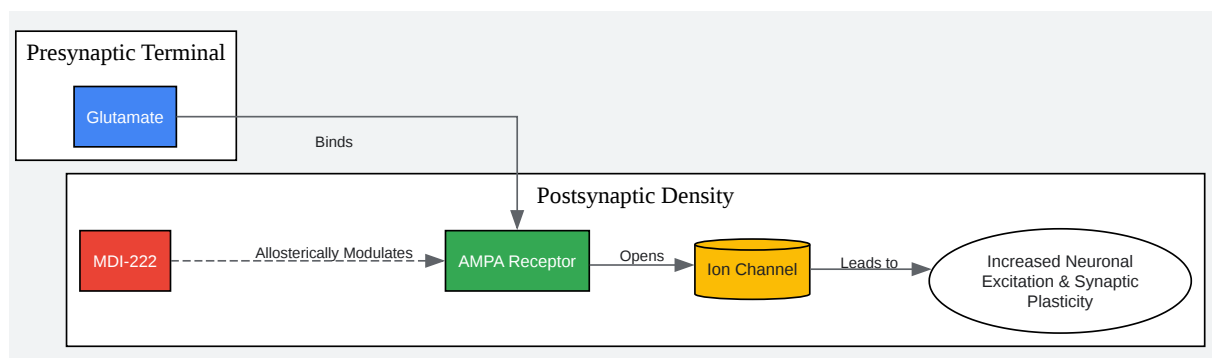 Presynaptic Terminal
Glutamate
Binds
Postsynaptic Density
MDI-222
Allosterically Modulates
AMPA Receptor
Opens
Ion Channel
Leads to
Increased Neuronal
Excitation & Synaptic
Plasticity